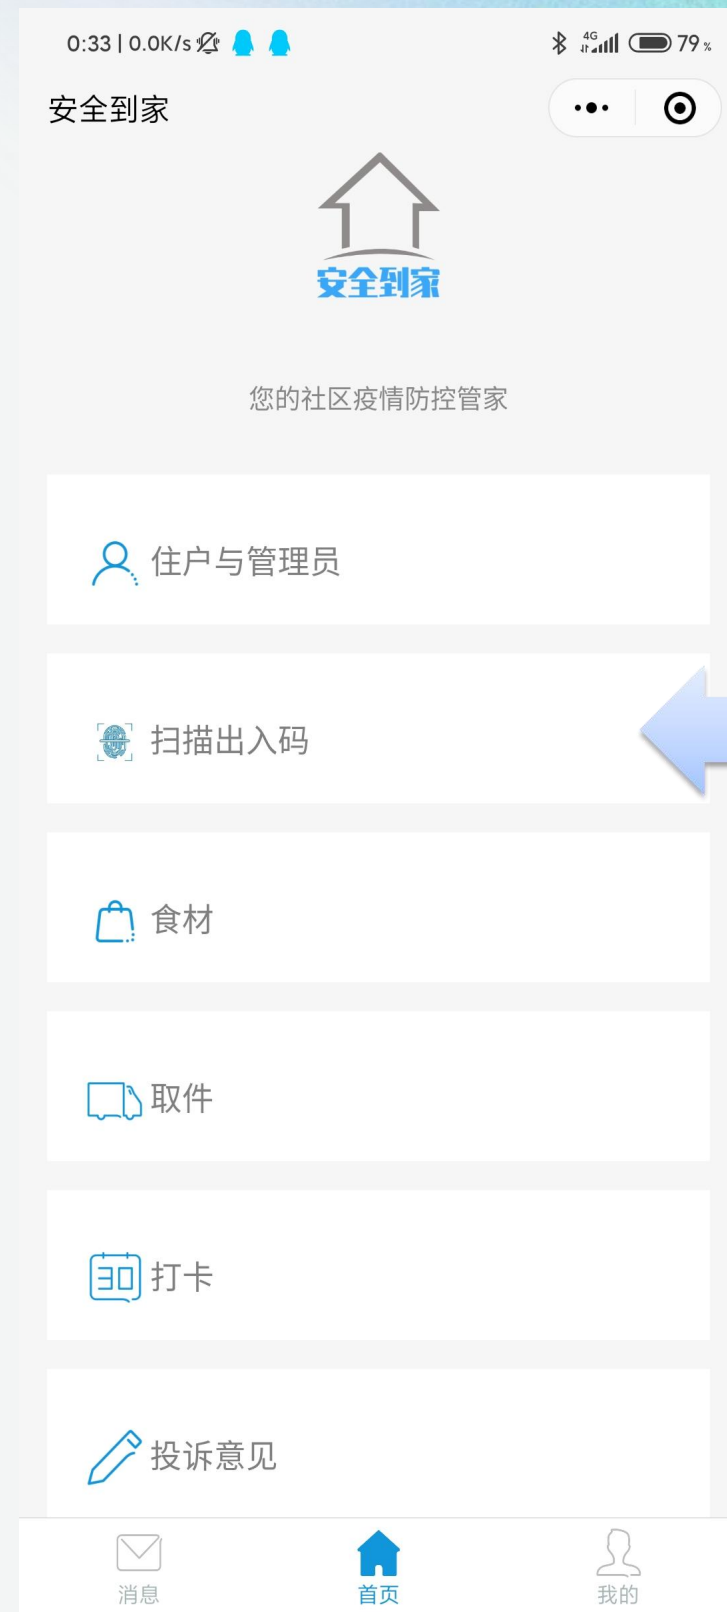 0:33 | 0.0K/s 4G 79%
安全到家
安全到家
您的社区疫情防控管家
住户与管理员
扫描出入码
食材
取件
30 打卡
投诉意见
消息 首页 我的